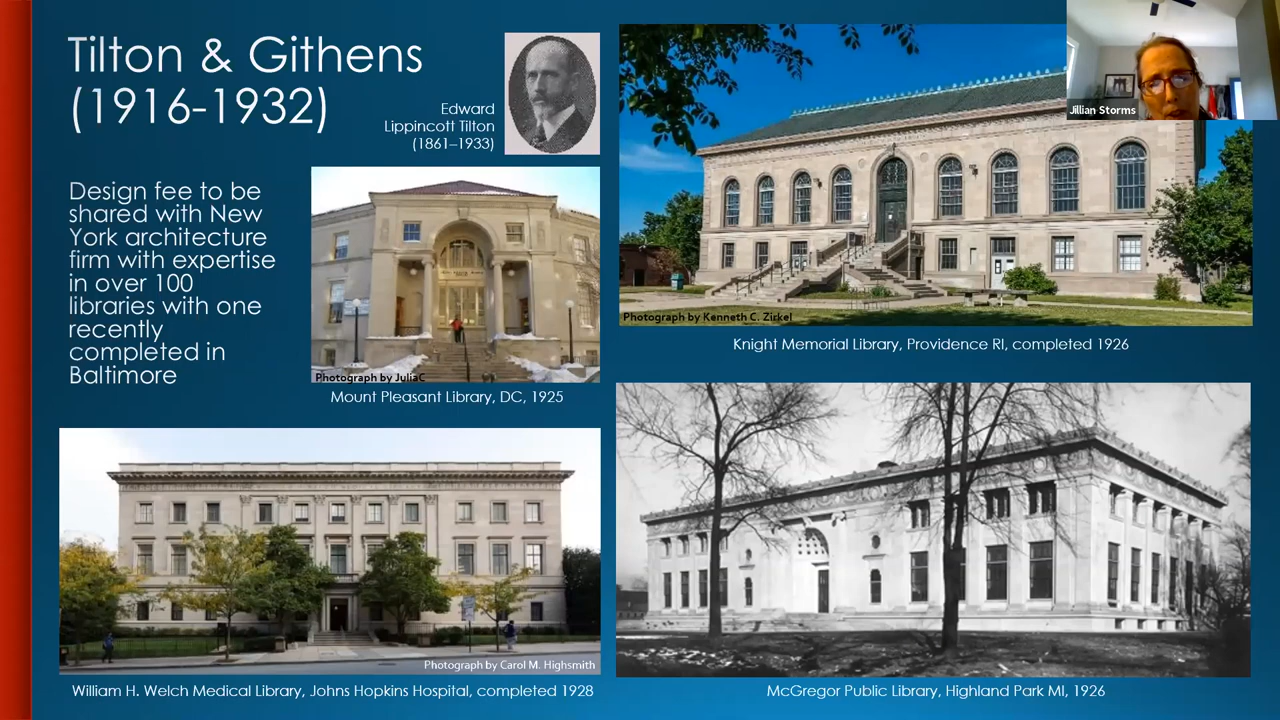 Tilton & Githens
(1916-1932)
Edward
Lippincott Tilton
(1861–1933)
Design fee to be
shared with New
York architecture
firm with expertise
in over 100
libraries with one
recently
completed in
Baltimore
Photograph by JuliaC
Mount Pleasant Library, DC, 1925
Jillian Storms
Photograph by Kenneth C. Zirkel
Knight Memorial Library, Providence RI, completed 1926
Photograph by Carol M. Highsmith
William H. Welch Medical Library, Johns Hopkins Hospital, completed 1928
McGregor Public Library, Highland Park MI, 1926